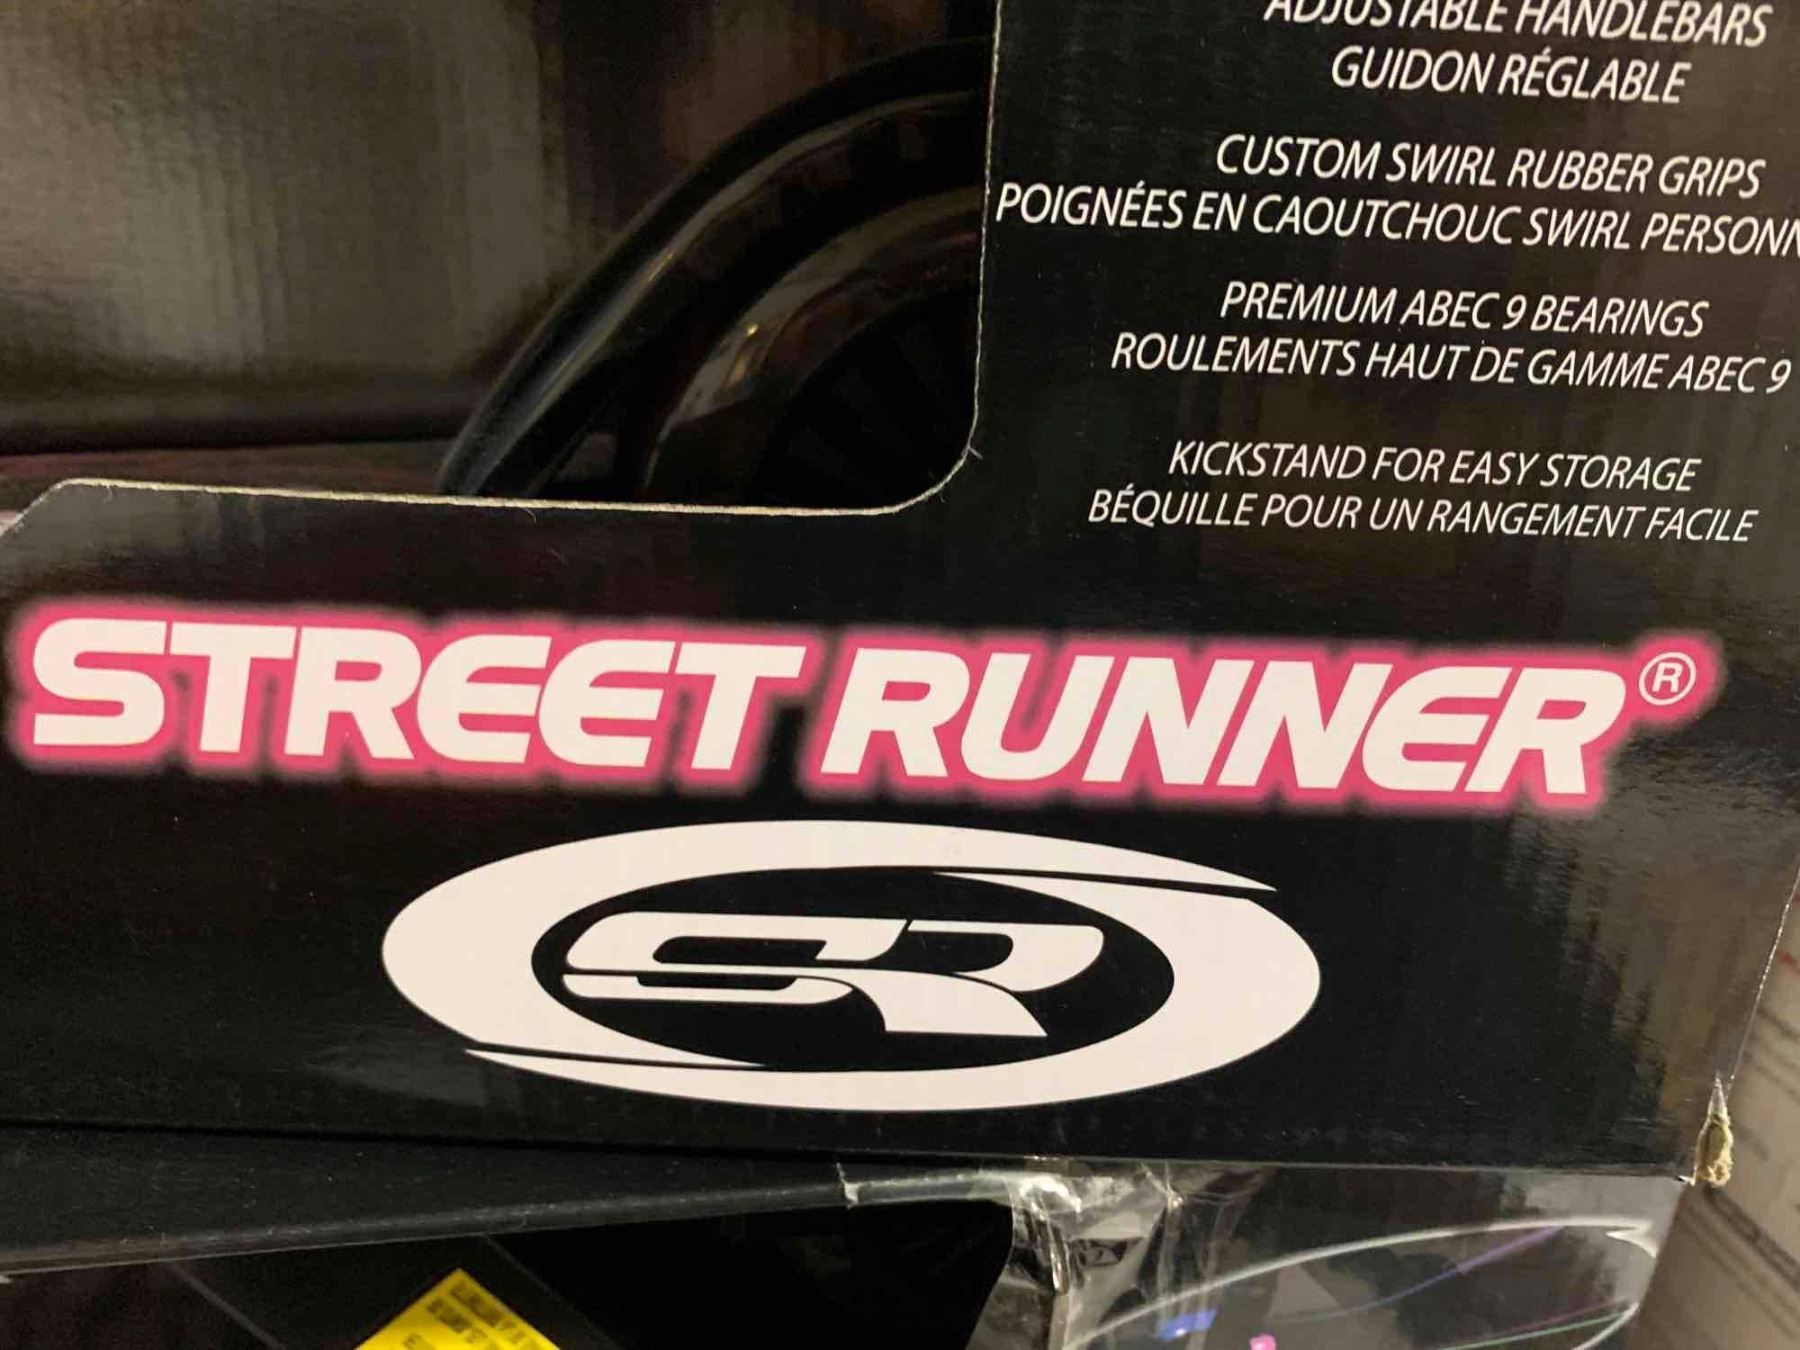 ADJUSTABLE HANDLEBARS
GUIDON RÉGLABLE
CUSTOM SWIRL RUBBER GRIPS
POIGNÉES EN CAOUTCHOUC SWIRL PERSONN
PREMIUM ABEC 9 BEARINGS
ROULEMENTS HAUT DE GAMME ABEC 9
KICKSTAND FOR EASY STORAGE
BÉQUILLE POUR UN RANGEMENT FACILE
STREET RUNNER®
SR